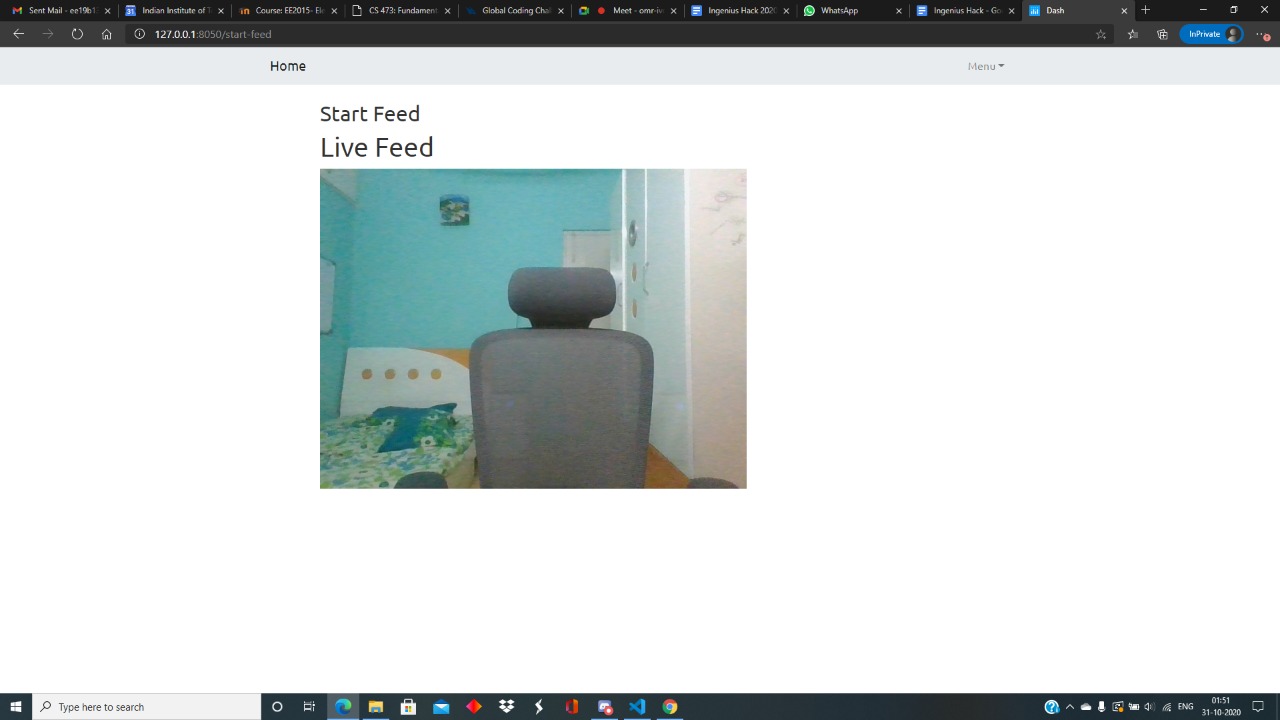 Sent Mail - ee19b1
Indian Institute of T
Course: EE2015- Ele
CS 473: Fundament
Global Coding Chal
Meet - omr-iv
Ingenius Hack 2020
WhatsApp
Ingenius Hack - Go
Dash
127.0.0.1:8050/start-feed
InPrivate
Home
Menu
Start Feed
Live Feed
Type here to search
ENG
01:51
31-10-2020